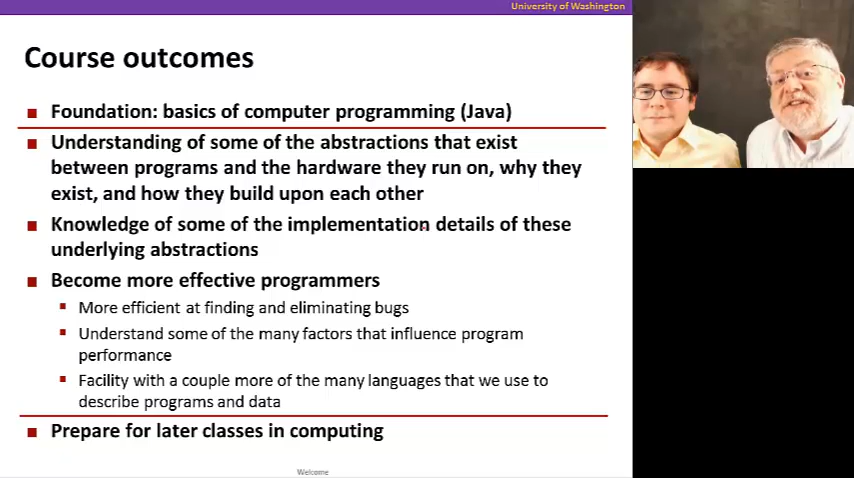 University of Washington
Course outcomes
Foundation: basics of computer programming (Java)
Understanding of some of the abstractions that exist
between programs and the hardware they run on, why they
exist, and how they build upon each other
Knowledge of some of the implementation details of these
underlying abstractions
Become more effective programmers
More efficient at finding and eliminating bugs
Understand some of the many factors that influence program
performance
Facility with a couple more of the many languages that we use to
describe programs and data
Prepare for later classes in computing
Welcome